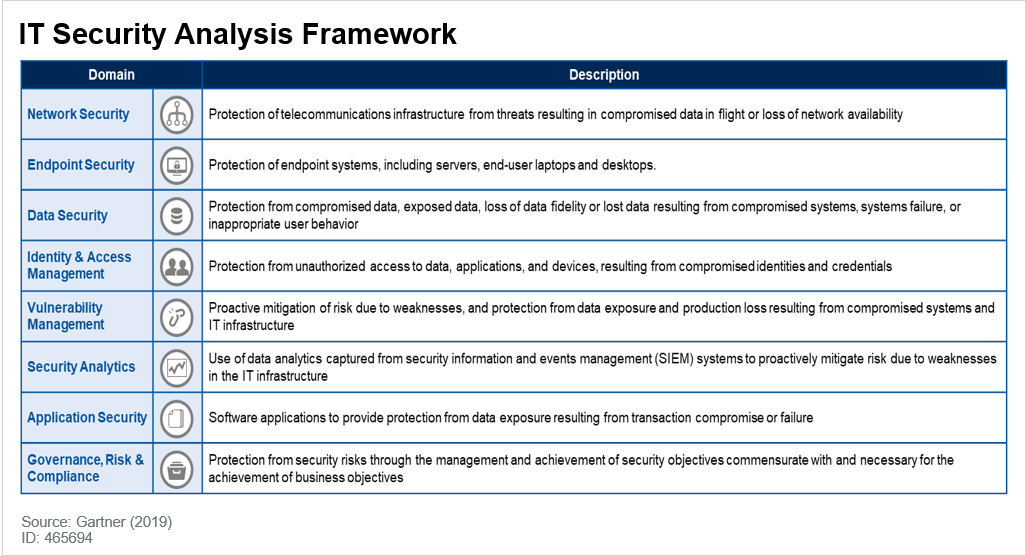 IT Security Analysis Framework
Domain
Description
Network Security
Protection of telecommunications infrastructure from threats resulting in compromised data in flight or loss of network availability
Endpoint Security
Protection of endpoint systems, including servers, end-user laptops and desktops.
Data Security
Protection from compromised data, exposed data, loss of data fidelity or lost data resulting from compromised systems, systems failure, or
inappropriate user behavior
Identity & Access
Management
Protection from unauthorized access to data, applications, and devices, resulting from compromised identities and credentials
Vulnerability
Management
Proactive mitigation of risk due to weaknesses, and protection from data exposure and production loss resulting from compromised systems and
IT infrastructure
Security Analytics
Use of data analytics captured from security information and events management (SIEM) systems to proactively mitigate risk due to weaknesses
in the IT infrastructure
Application Security
Software applications to provide protection from data exposure resulting from transaction compromise or failure
Governance, Risk &
Compliance
Protection from security risks through the management and achievement of security objectives commensurate with and necessary for the
achievement of business objectives
Source: Gartner (2019)
ID: 465694